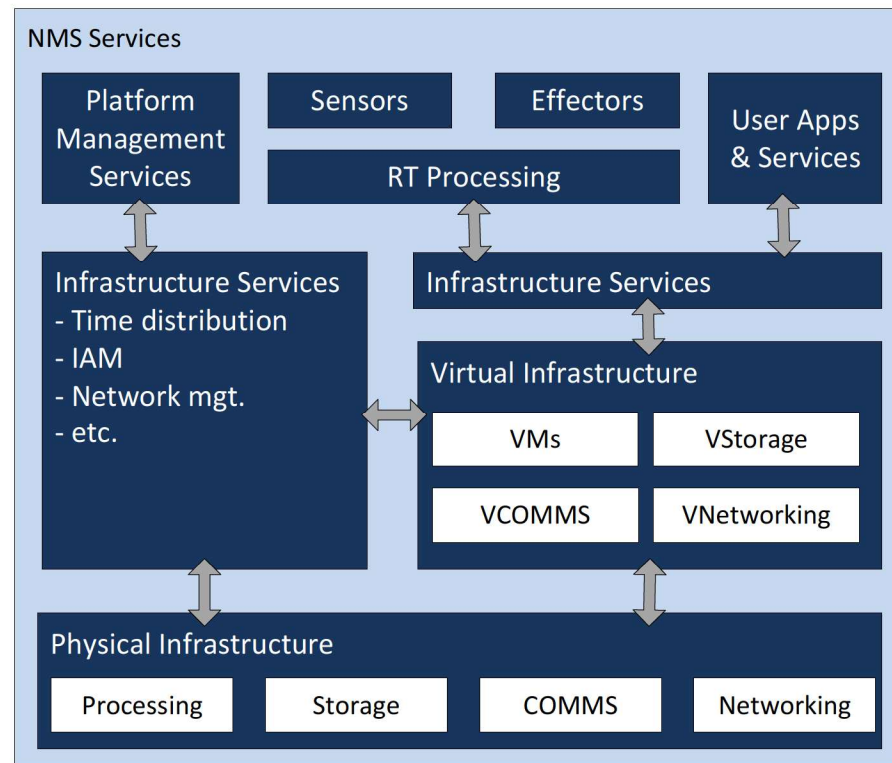 NMS Services
Platform
Management
Services
Sensors
Effectors
RT Processing
User Apps
& Services
Infrastructure Services
- Time distribution
- IAM
- Network mgt.
- etc.
Infrastructure Services
Virtual Infrastructure
VMs
VStorage
VCOMMS
VNetworking
Physical Infrastructure
Processing
Storage
COMMS
Networking